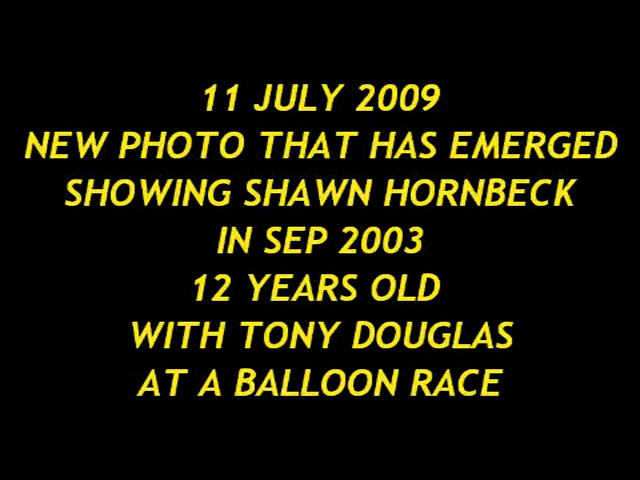 11 JULY 2009
NEW PHOTO THAT HAS EMERGED
SHOWING SHAWN HORNBECK
IN SEP 2003
12 YEARS OLD
WITH TONY DOUGLAS
AT A BALLOON RACE